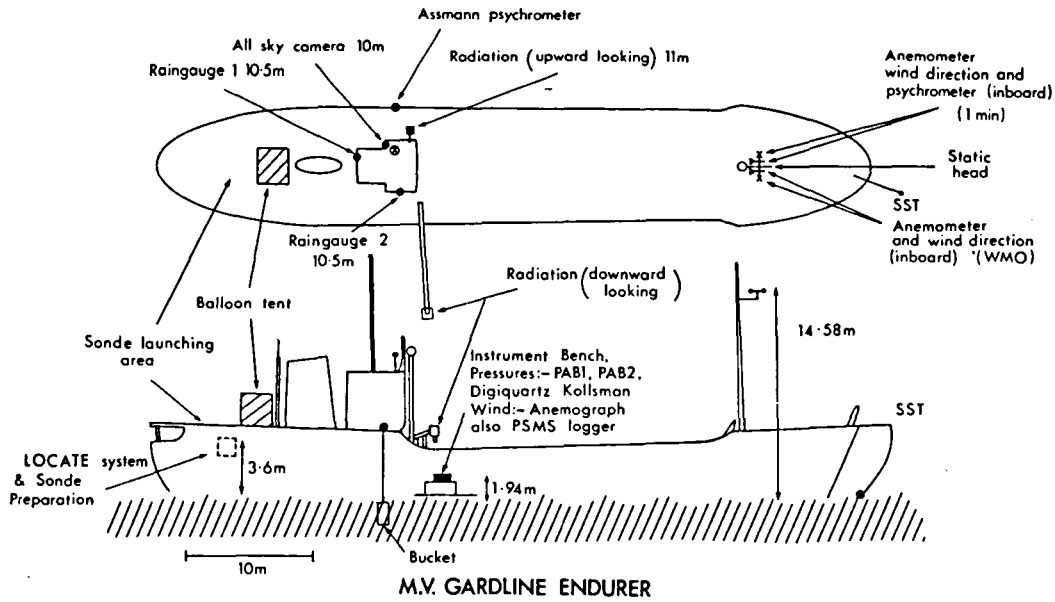 Assmann psychrometer
All sky camera 10m
Radiation (upward looking) 11m
Raingauge 1 10·5m
Anemometer
wind direction and
psychrometer (inboard)
(1 min)
Static
head
SST
Anemometer
and wind direction
(inboard) (WMO)
Raingauge 2
10·5m
Balloon tent
Radiation (downward
looking)
Sonde launching
area
14·58m
Instrument Bench,
Pressures:- PAB1, PAB2,
Digiquartz Kollsman
Wind:- Anemograph
also PSMS logger
SST
LOCATE system
& Sonde
Preparation
3·6m
1·94m
Bucket
10m
M.V. GARDLINE ENDURER